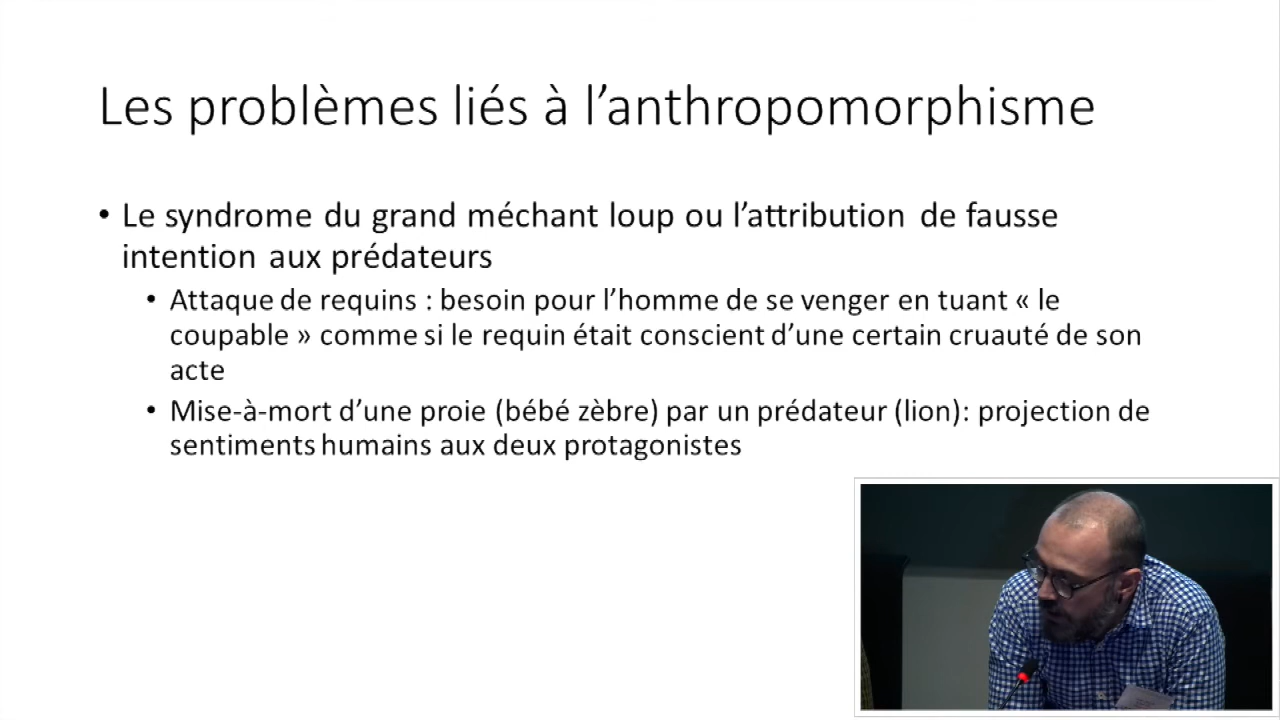 Les problèmes liés à l’anthropomorphisme
• Le syndrome du grand méchant loup ou l’attribution de fausse
intention aux prédateurs
• Attaque de requins : besoin pour l’homme de se venger en tuant « le
coupable » comme si le requin était conscient d’une certain cruauté de son
acte
• Mise-à-mort d’une proie (bébé zèbre) par un prédateur (lion): projection de
sentiments humains aux deux protagonistes